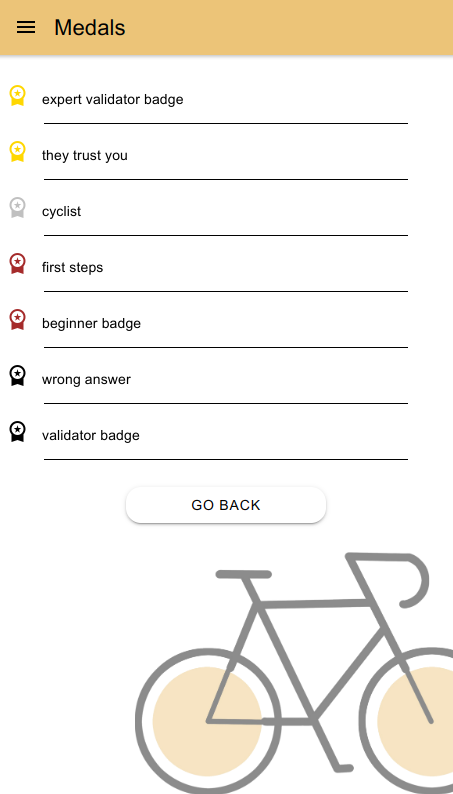 Medals
expert validator badge
they trust you
cyclist
first steps
beginner badge
wrong answer
validator badge
GO BACK